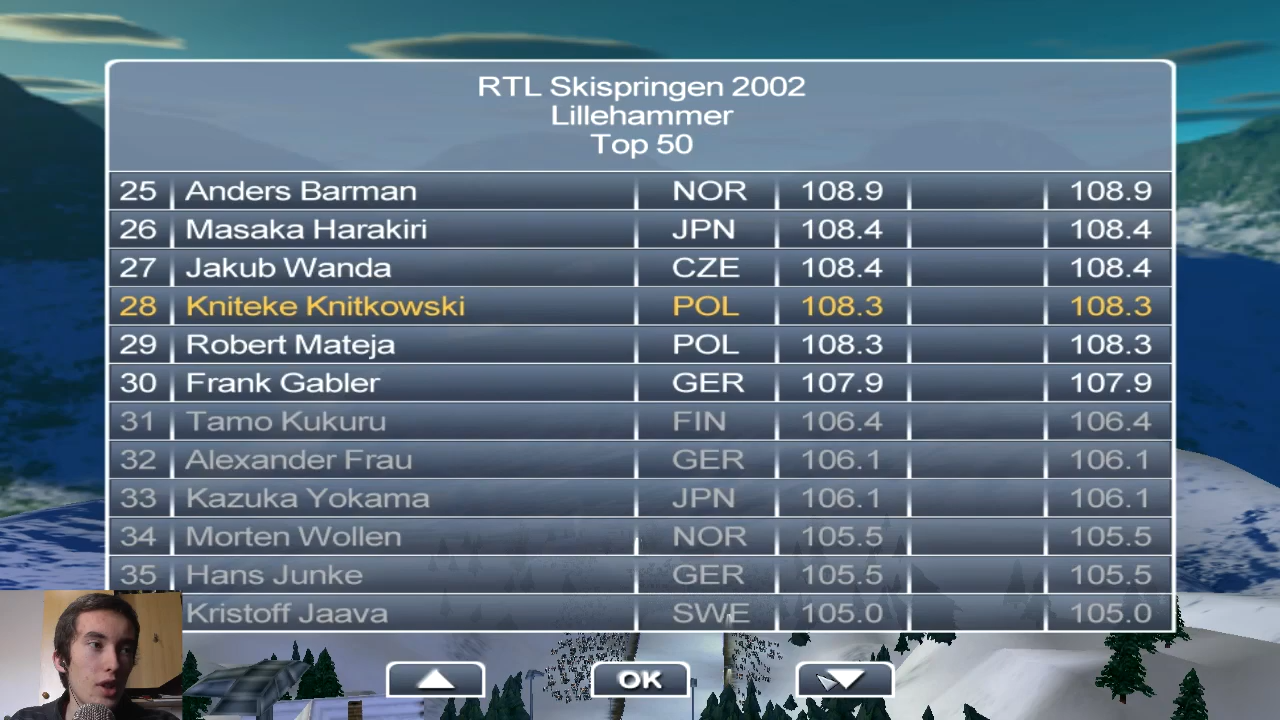 RTL Skispringen 2002
Lillehammer
Top 50
25 Anders Barman NOR 108.9 108.9
26 Masaka Harakiri JPN 108.4 108.4
27 Jakub Wanda CZE 108.4 108.4
28 Kniteke Knitkowski POL 108.3 108.3
29 Robert Mateja POL 108.3 108.3
30 Frank Gabler GER 107.9 107.9
31 Tamo Kukuru FIN 106.4 106.4
32 Alexander Frau GER 106.1 106.1
33 Kazuka Yokama JPN 106.1 106.1
34 Morten Wollen NOR 105.5 105.5
35 Hans Junke GER 105.5 105.5
Kristoff Jaava SWE 105.0 105.0
OK